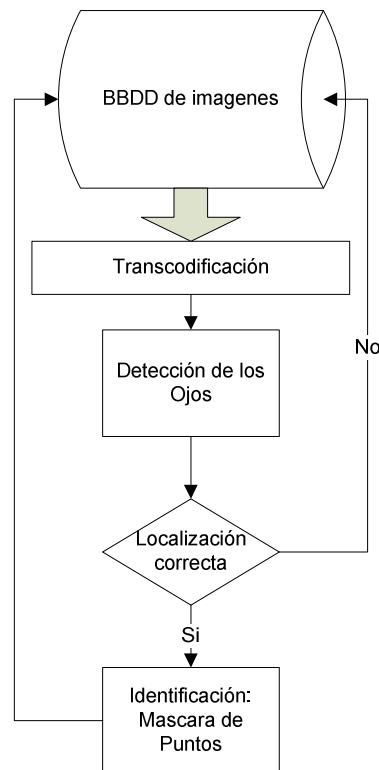 BBDD de imagenes
Transcodificación
Detección de los
Ojos
No
Localización
correcta
Si
Identificación:
Mascara de
Puntos